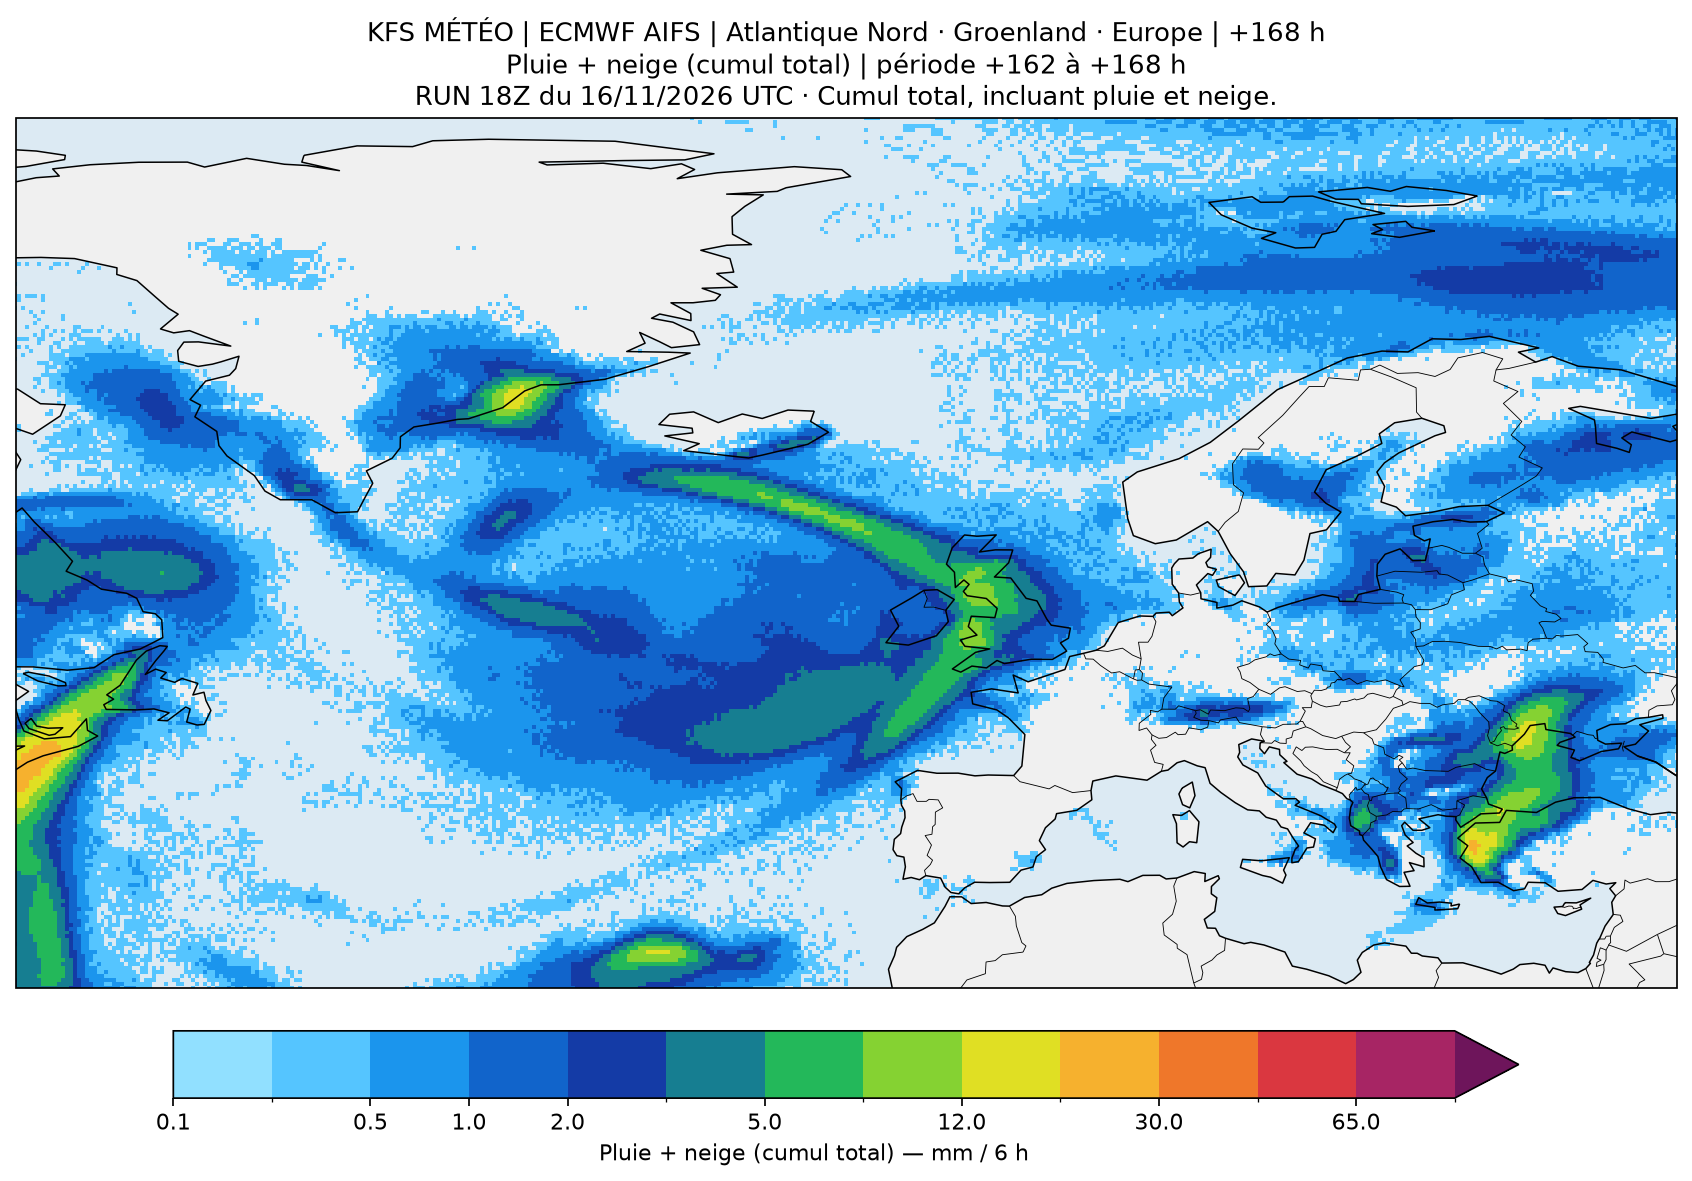 KFS MÉTÉO | ECMWF AIFS | Atlantique Nord · Groenland · Europe | +168 h
Pluie + neige (cumul total) | période +162 à +168 h
RUN 18Z du 16/11/2026 UTC · Cumul total, incluant pluie et neige.
0.1 0.5 1.0 2.0 5.0 12.0 30.0 65.0
Pluie + neige (cumul total) — mm / 6 h